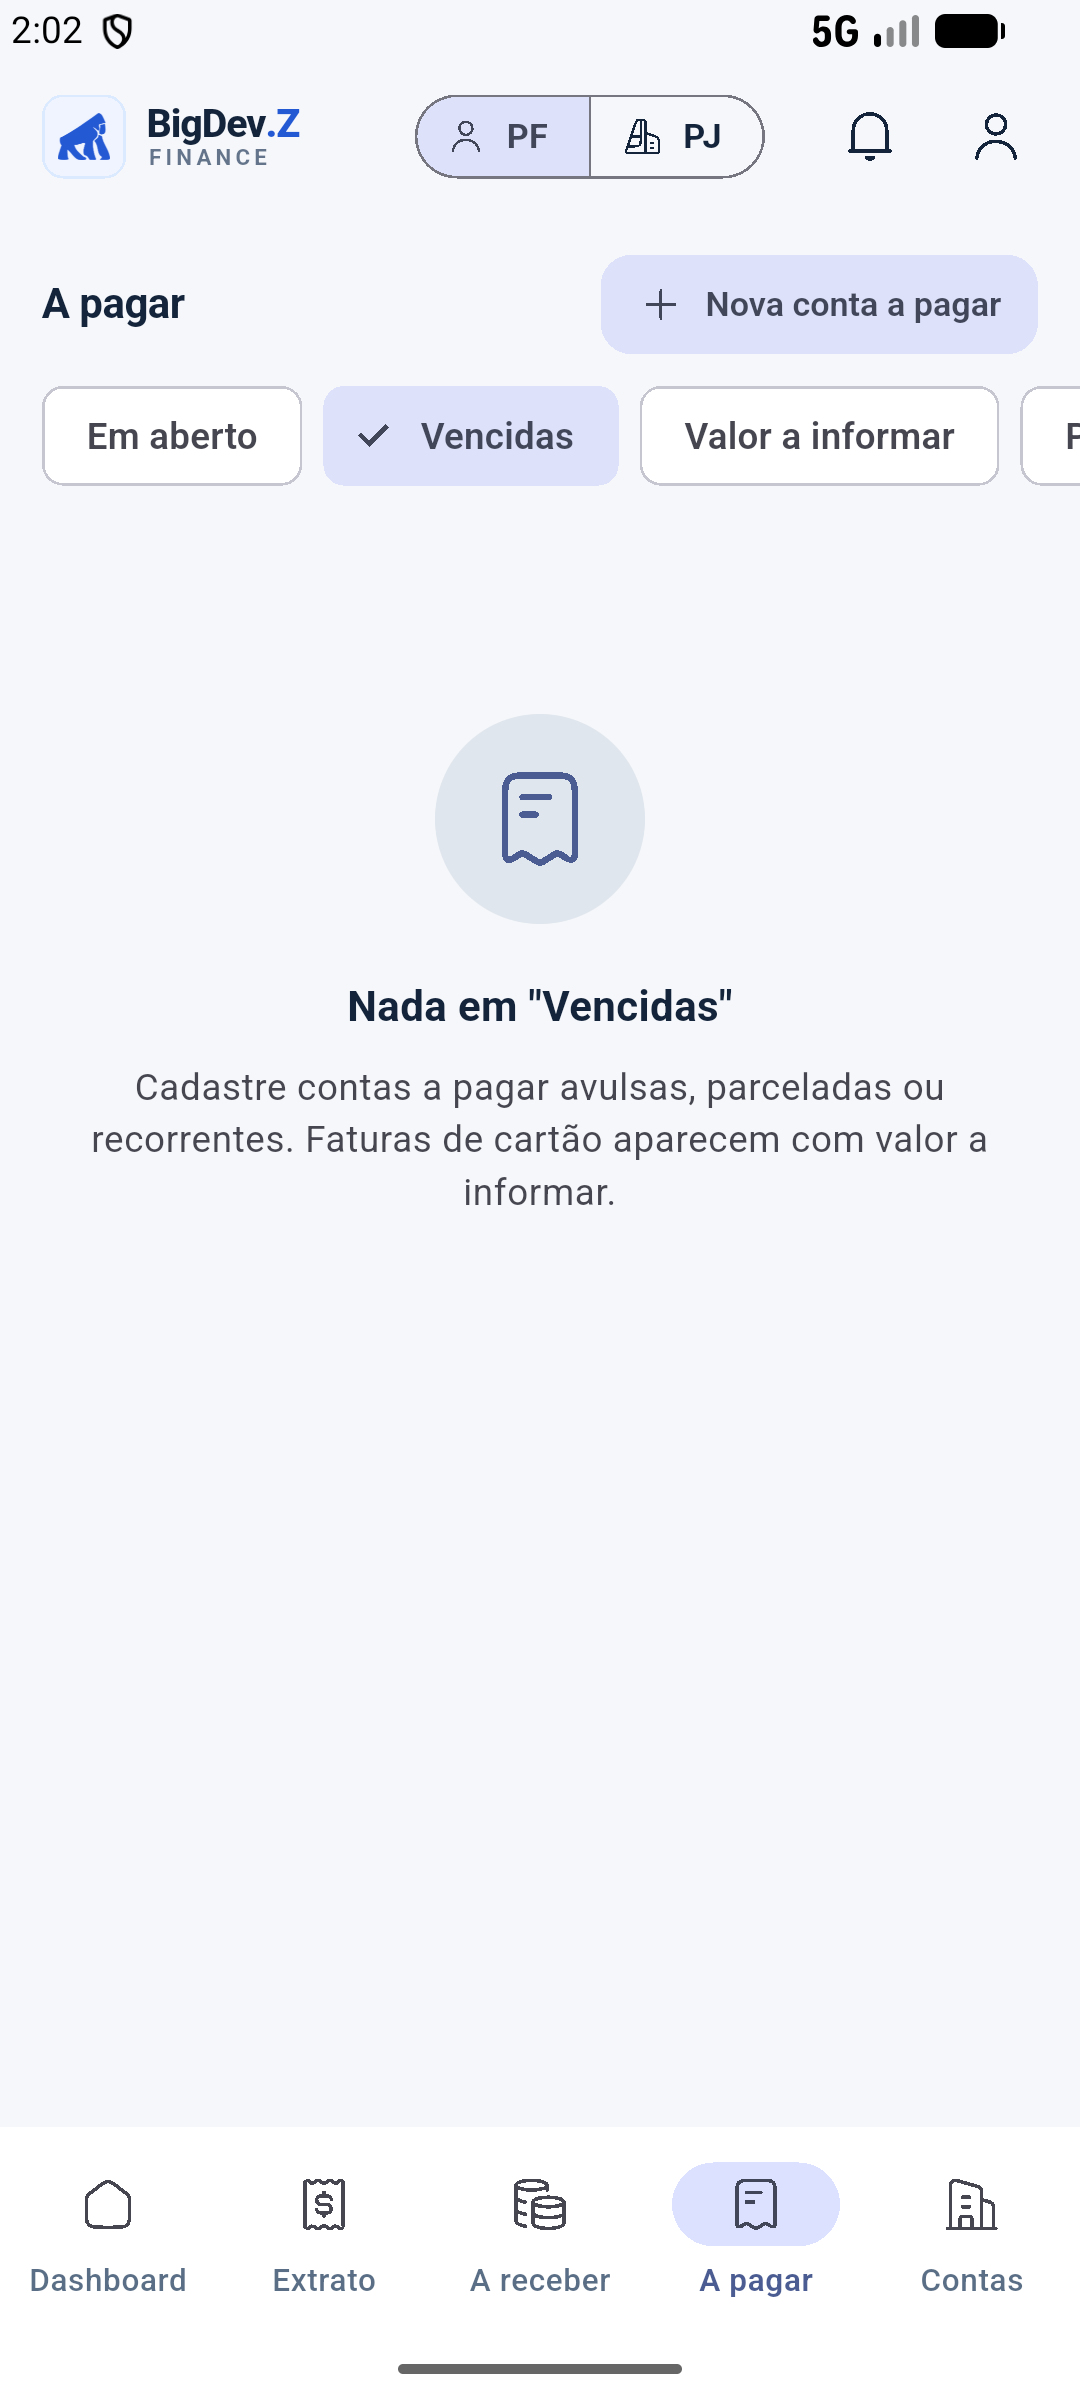 2:02
5G
BigDev.Z
FINANCE
PF
PJ
A pagar
Nova conta a pagar
Em aberto
Vencidas
Valor a informar
Nada em "Vencidas"
Cadastre contas a pagar avulsas, parceladas ou
recorrentes. Faturas de cartão aparecem com valor a
informar.
Dashboard
Extrato
A receber
A pagar
Contas